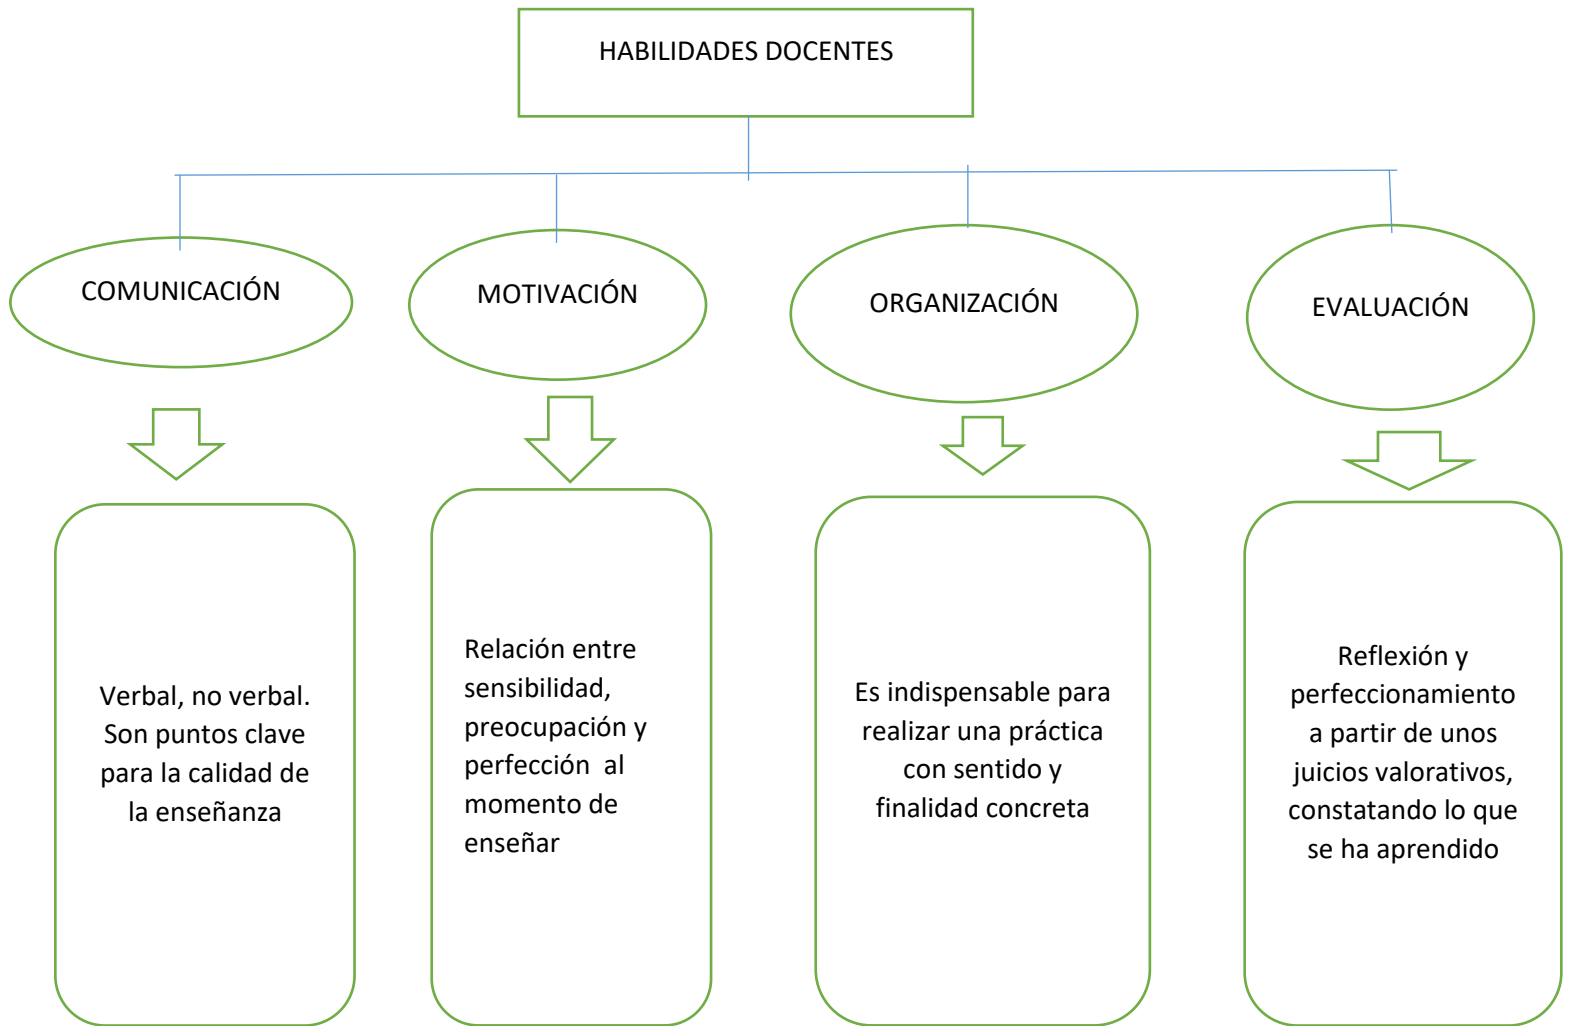 HABILIDADES DOCENTES
COMUNICACIÓN
MOTIVACIÓN
ORGANIZACIÓN
EVALUACIÓN
Verbal, no verbal.
Son puntos clave
para la calidad de
la enseñanza
Relación entre
sensibilidad,
preocupación y
perfección  al
momento de
enseñar
Es indispensable para
realizar una práctica
con sentido y
finalidad concreta
Reflexión y
perfeccionamiento
a partir de unos
juicios valorativos,
constatando lo que
se ha aprendido